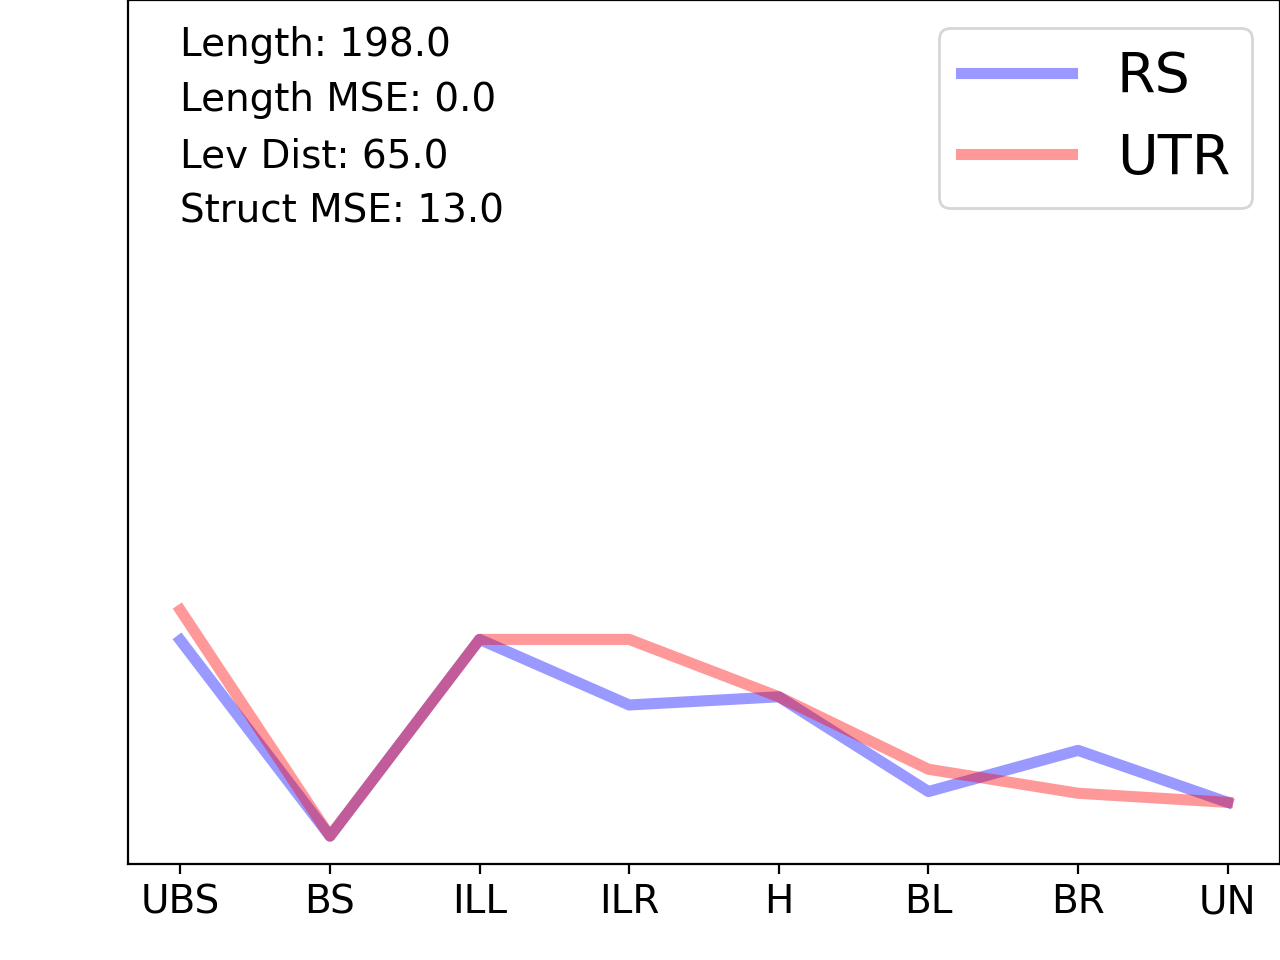 Length: 198.0
Length MSE: 0.0
Lev Dist: 65.0
Struct MSE: 13.0
RS
UTR
UBS BS ILL ILR H BL BR UN